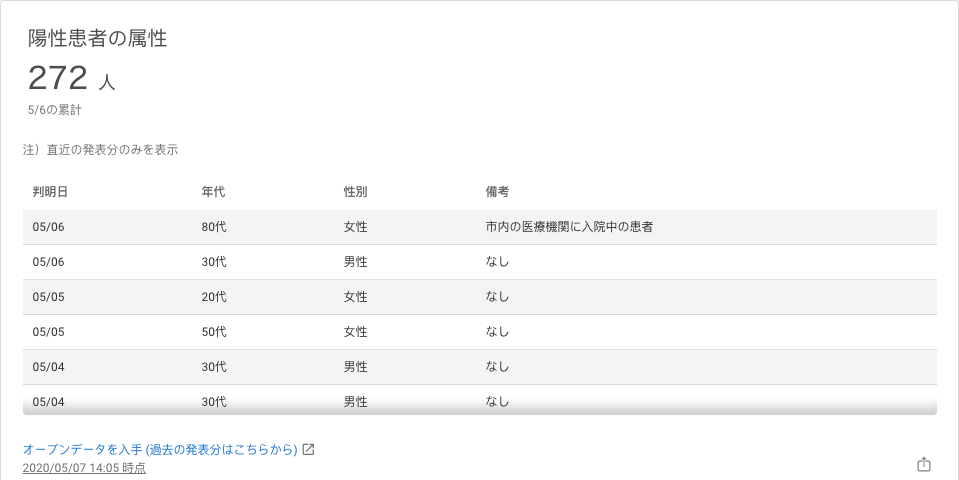 陽性患者の属性
272 人
5/6の累計
注）直近の発表分のみを表示
判明日 年代 性別 備考
05/06 80代 女性 市内の医療機関に入院中の患者
05/06 30代 男性 なし
05/05 20代 女性 なし
05/05 50代 女性 なし
05/04 30代 男性 なし
05/04 30代 男性 なし
オープンデータを入手 (過去の発表分はこちらから)
2020/05/07 14:05 時点